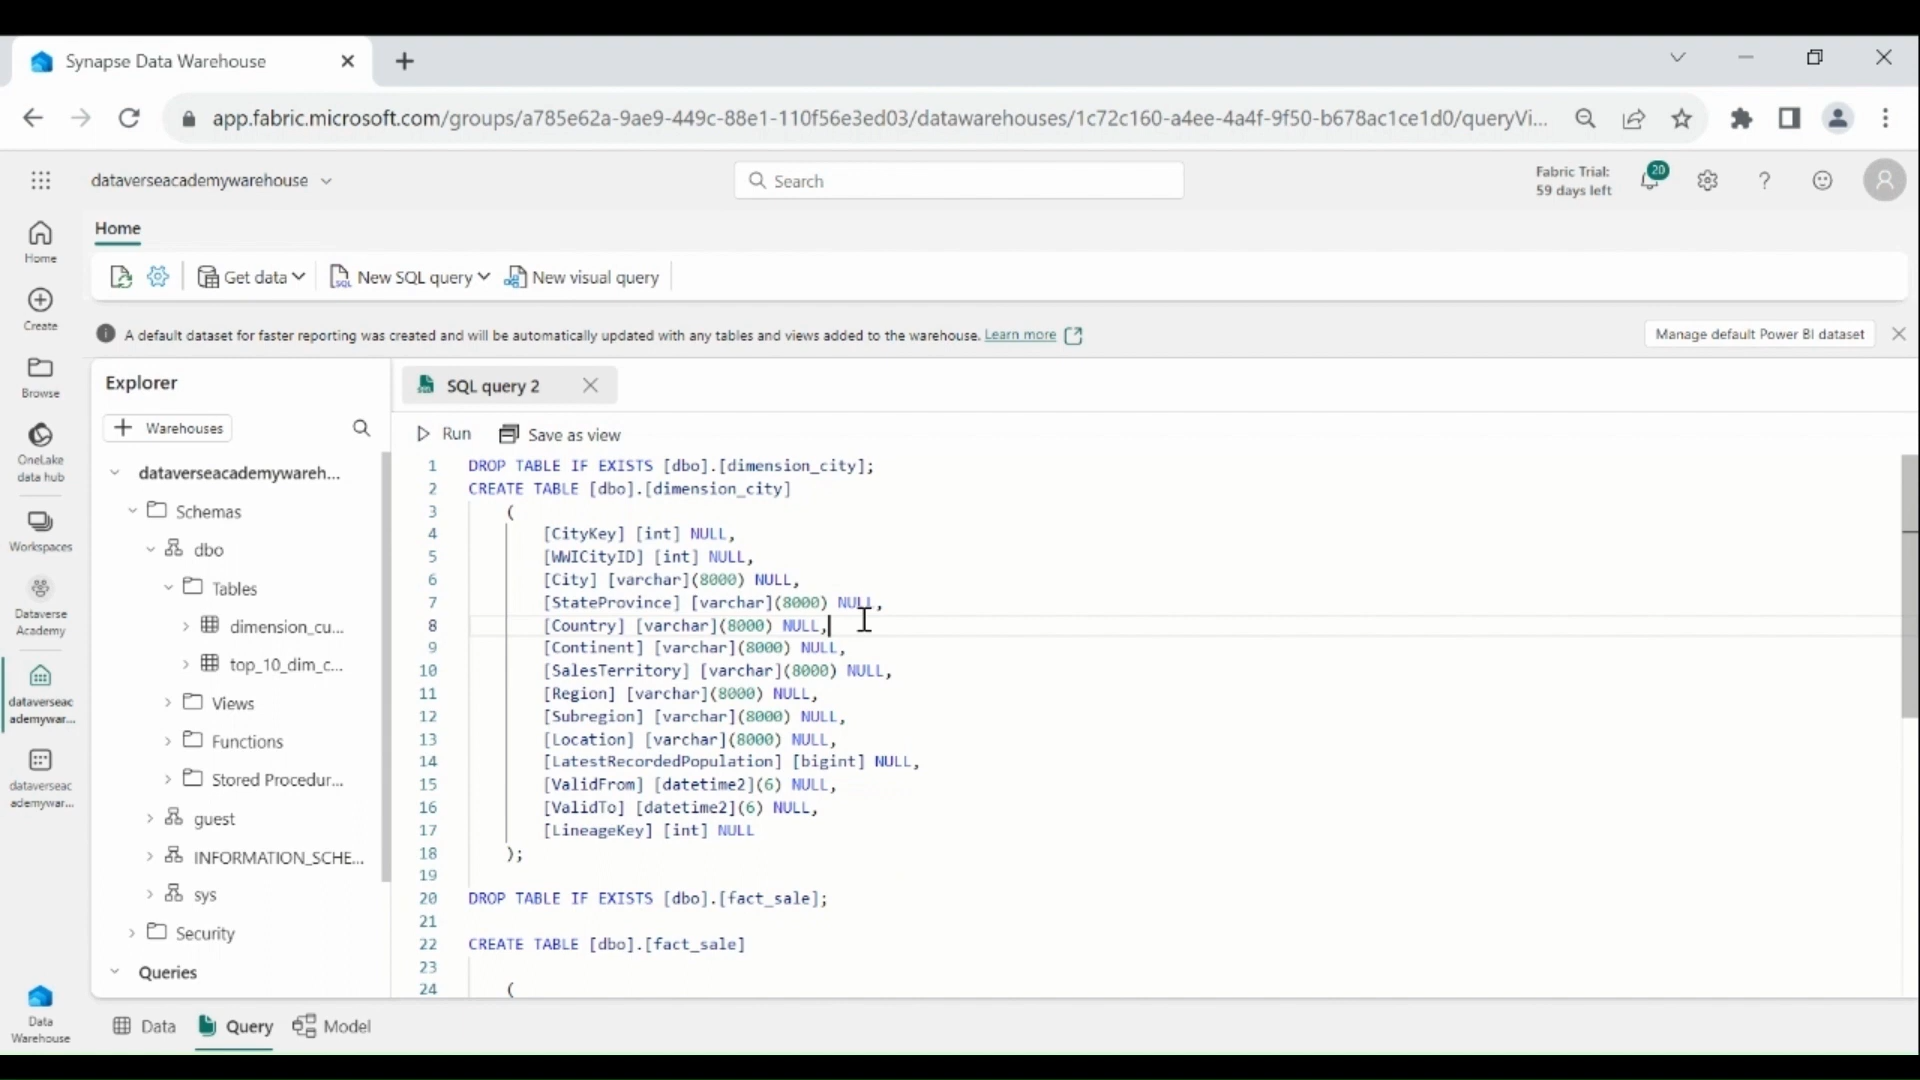 Synapse Data Warehouse
app.fabric.microsoft.com/groups/a785e62a-9ae9-449c-88e1-110f56e3ed03/datawarehouses/1c72c160-a4ee-4a4f-9f50-b678ac1ce1d0/queryVi...
dataverseacademywarehouse
Search
Fabric Trial:
59 days left
20
Home
Get data
New SQL query
New visual query
A default dataset for faster reporting was created and will be automatically updated with any tables and views added to the warehouse. Learn more
Manage default Power BI dataset
Home
Create
Browse
OneLake
data hub
Workspaces
Dataverse
Academy
dataverseac
ademywar...
dataverseac
ademywar...
Data
Warehouse
Explorer
+ Warehouses
dataverseacademywareh...
Schemas
dbo
Tables
dimension_cu...
top_10_dim_c...
Views
Functions
Stored Procedur...
guest
INFORMATION_SCHE...
sys
Security
Queries
SQL query 2
Run
Save as view
1 DROP TABLE IF EXISTS [dbo].[dimension_city];
2 CREATE TABLE [dbo].[dimension_city]
3 (
4 [CityKey] [int] NULL,
5 [WWICityID] [int] NULL,
6 [City] [varchar](8000) NULL,
7 [StateProvince] [varchar](8000) NULL,
8 [Country] [varchar](8000) NULL,
9 [Continent] [varchar](8000) NULL,
10 [SalesTerritory] [varchar](8000) NULL,
11 [Region] [varchar](8000) NULL,
12 [Subregion] [varchar](8000) NULL,
13 [Location] [varchar](8000) NULL,
14 [LatestRecordedPopulation] [bigint] NULL,
15 [ValidFrom] [datetime2](6) NULL,
16 [ValidTo] [datetime2](6) NULL,
17 [LineageKey] [int] NULL
18 );
19
20 DROP TABLE IF EXISTS [dbo].[fact_sale];
21
22 CREATE TABLE [dbo].[fact_sale]
23
24 (
Data
Query
Model